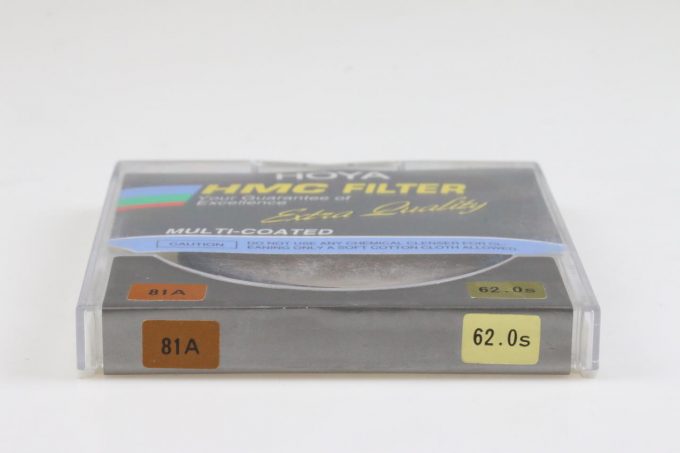 HOYA
HMC FILTER
Your Guarantee of
Excellence
Extra Quality
MULTI-COATED
CAUTION
DO NOT USE ANY CHEMICAL CLENSER FOR CL-
EANING ONLY A SOFT COTTON CLOTH ALLOWED
81A
62.0s
81A
62.0s